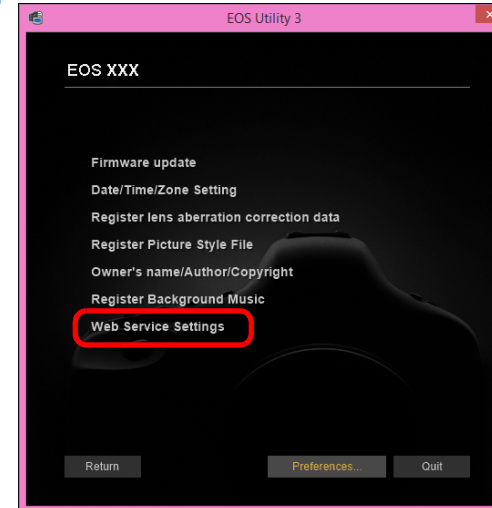 EOS Utility 3
EOS XXX
Firmware update
Date/Time/Zone Setting
Register lens aberration correction data
Register Picture Style File
Owner's name/Author/Copyright
Register Background Music
Web Service Settings
Return
Preferences...
Quit